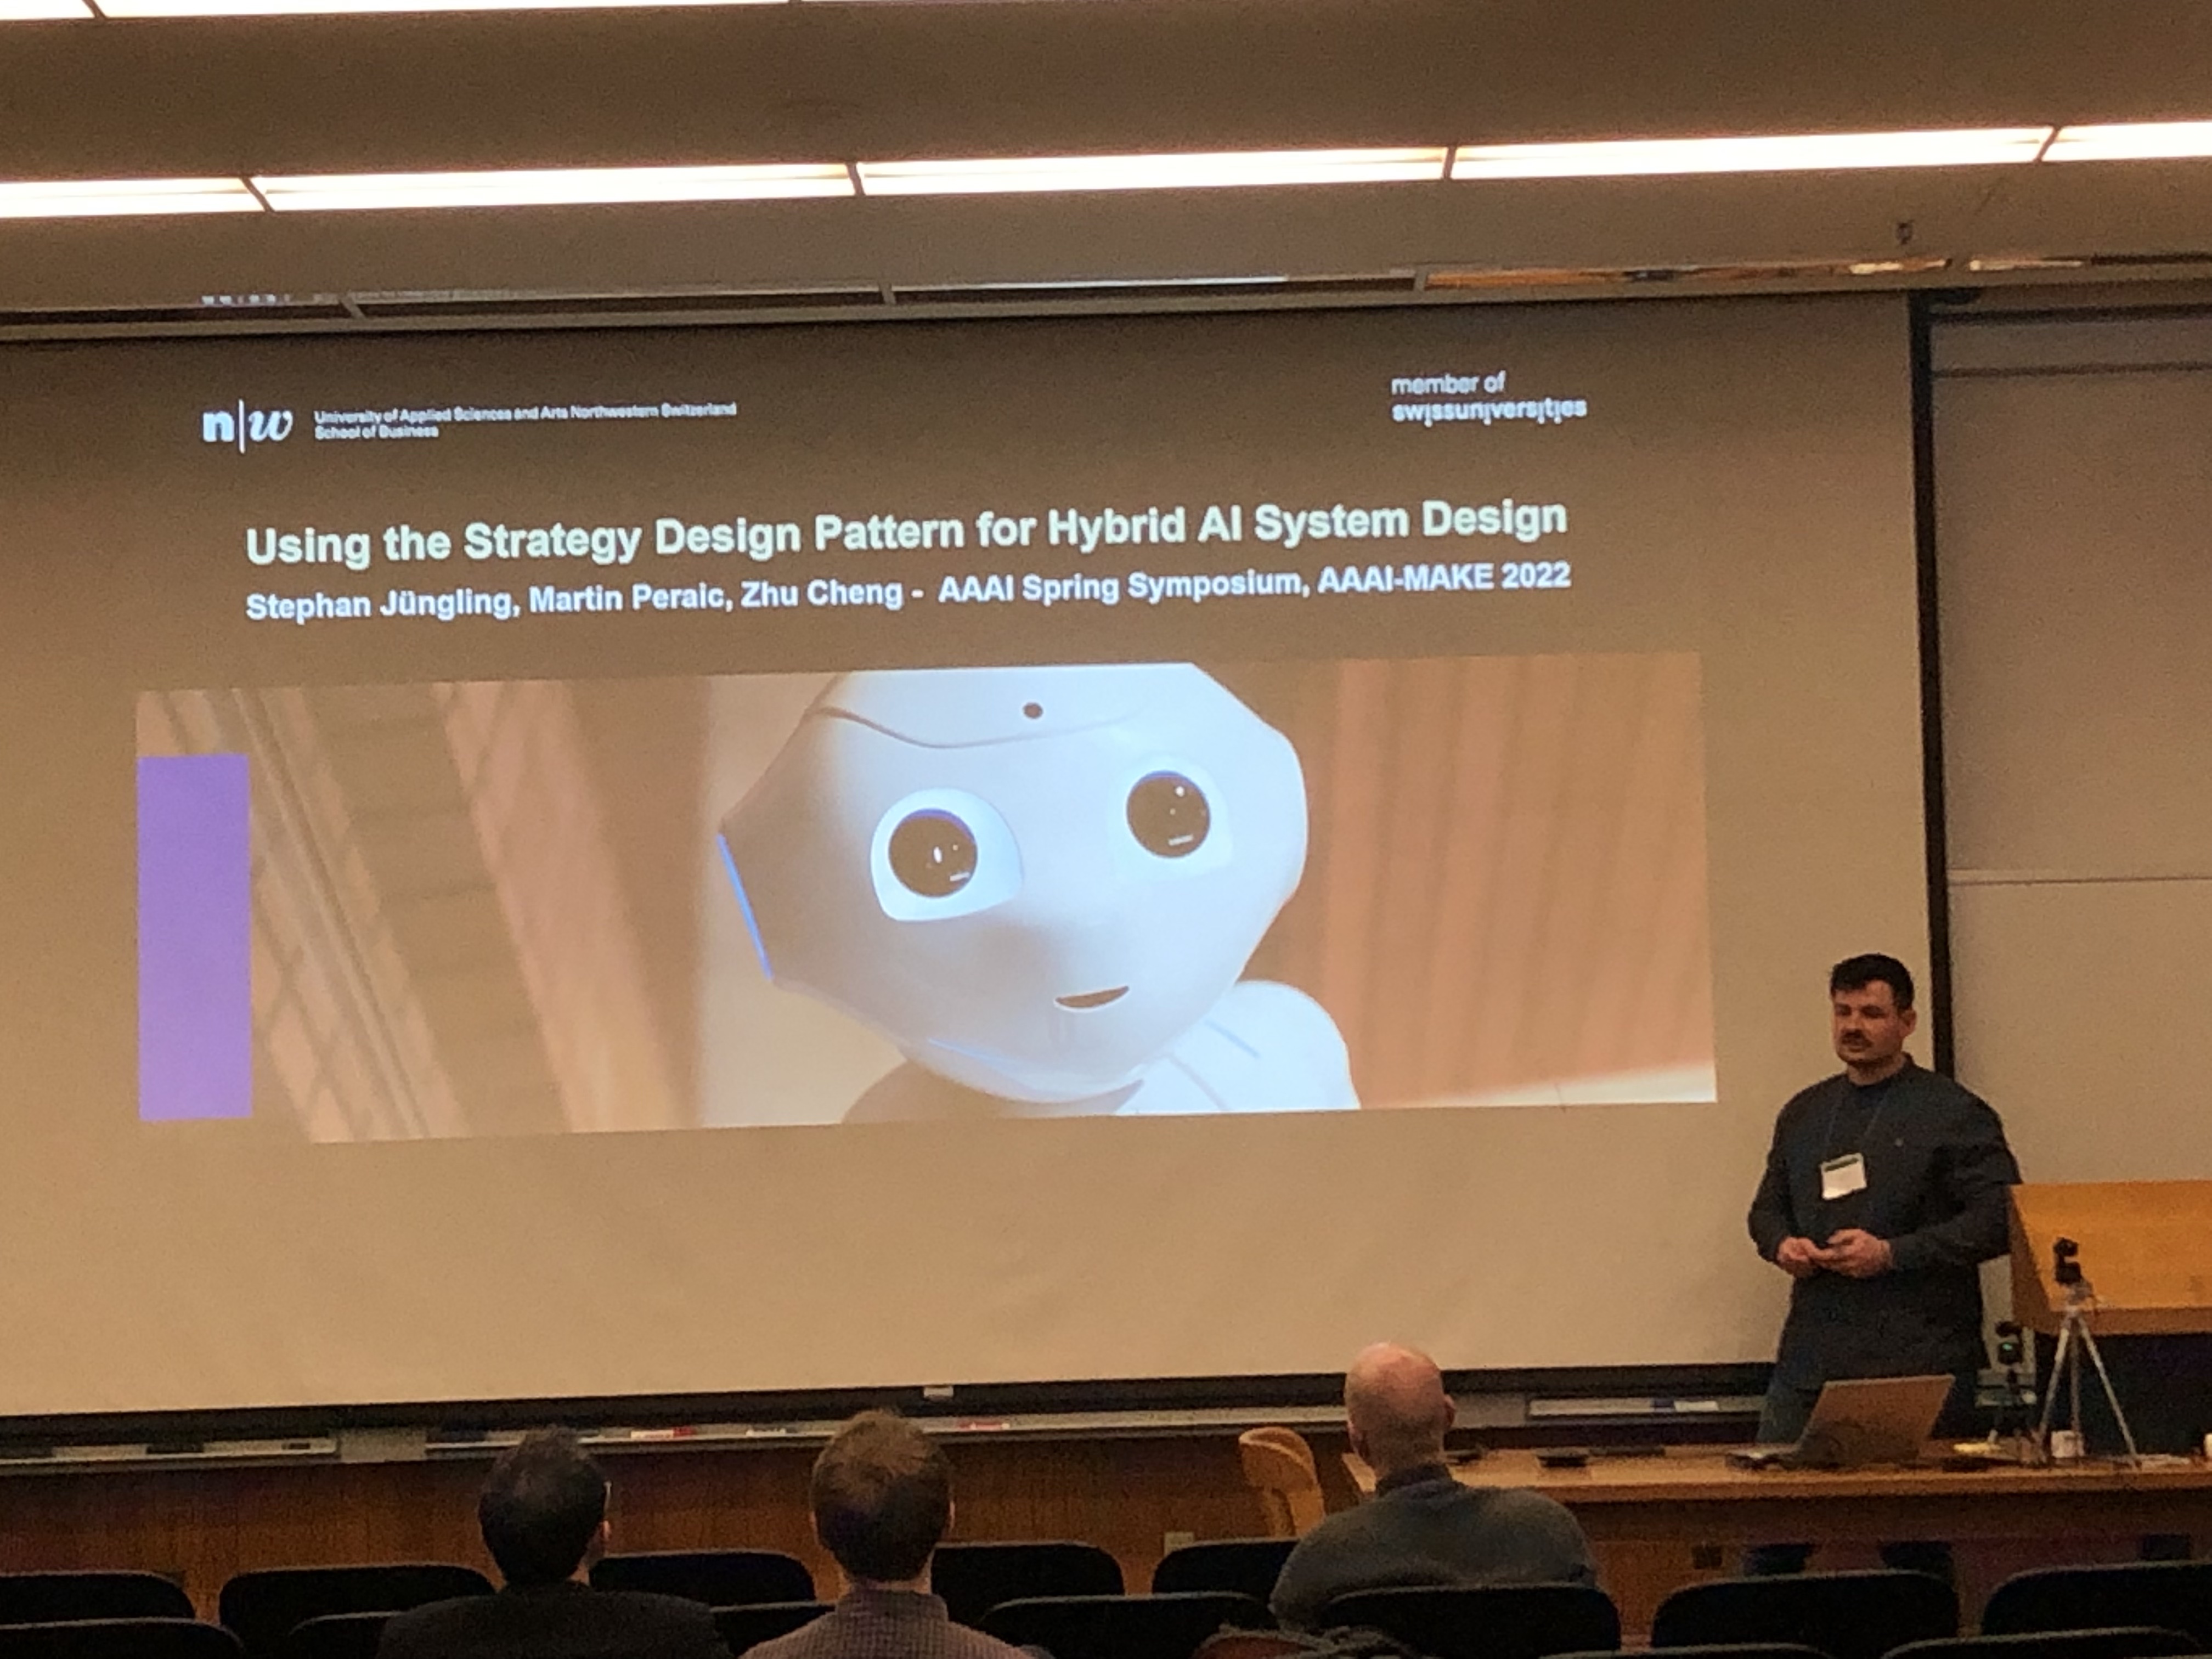 n|w
University of Applied Sciences and Arts Northwestern Switzerland
School of Business
member of
swissuniversities
Using the Strategy Design Pattern for Hybrid AI System Design
Stephan Jüngling, Martin Peraic, Zhu Cheng - AAAI Spring Symposium, AAAI-MAKE 2022